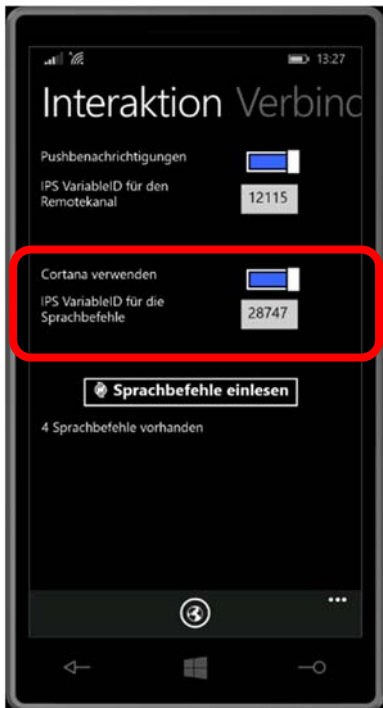 13:27
Interaktion Verbinc
Pushbenachrichtigungen
IPS VariableID für den
Remotekanal
12115
Cortana verwenden
IPS VariableID für die
Sprachbefehle
28747
Sprachbefehle einlesen
4 Sprachbefehle vorhanden